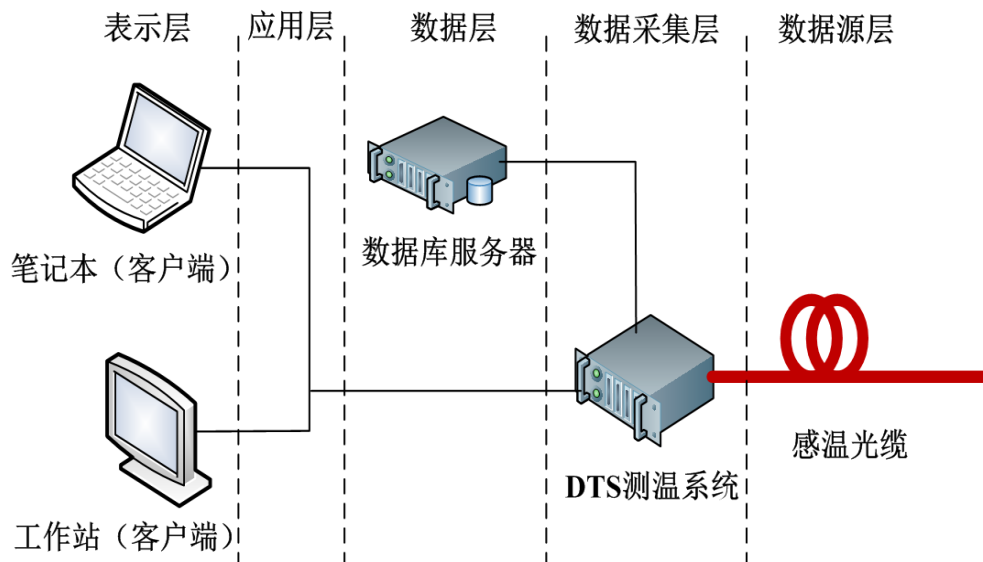 表示层
应用层
数据层
数据采集层
数据源层
笔记本（客户端）
数据库服务器
感温光缆
DTS测温系统
工作站（客户端）